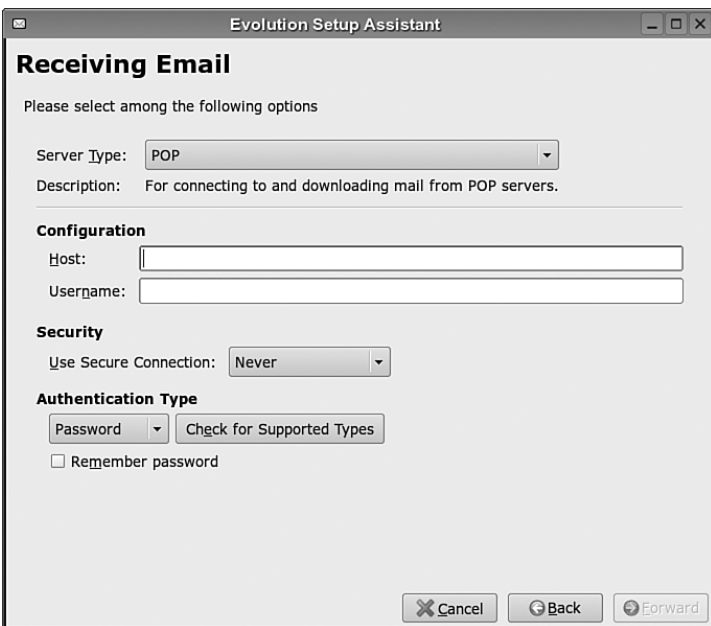 Evolution Setup Assistant
Receiving Email
Please select among the following options
Server Type: POP
Description: For connecting to and downloading mail from POP servers.
Configuration
Host:
Username:
Security
Use Secure Connection: Never
Authentication Type
Password Check for Supported Types
Remember password
Cancel Back Forward